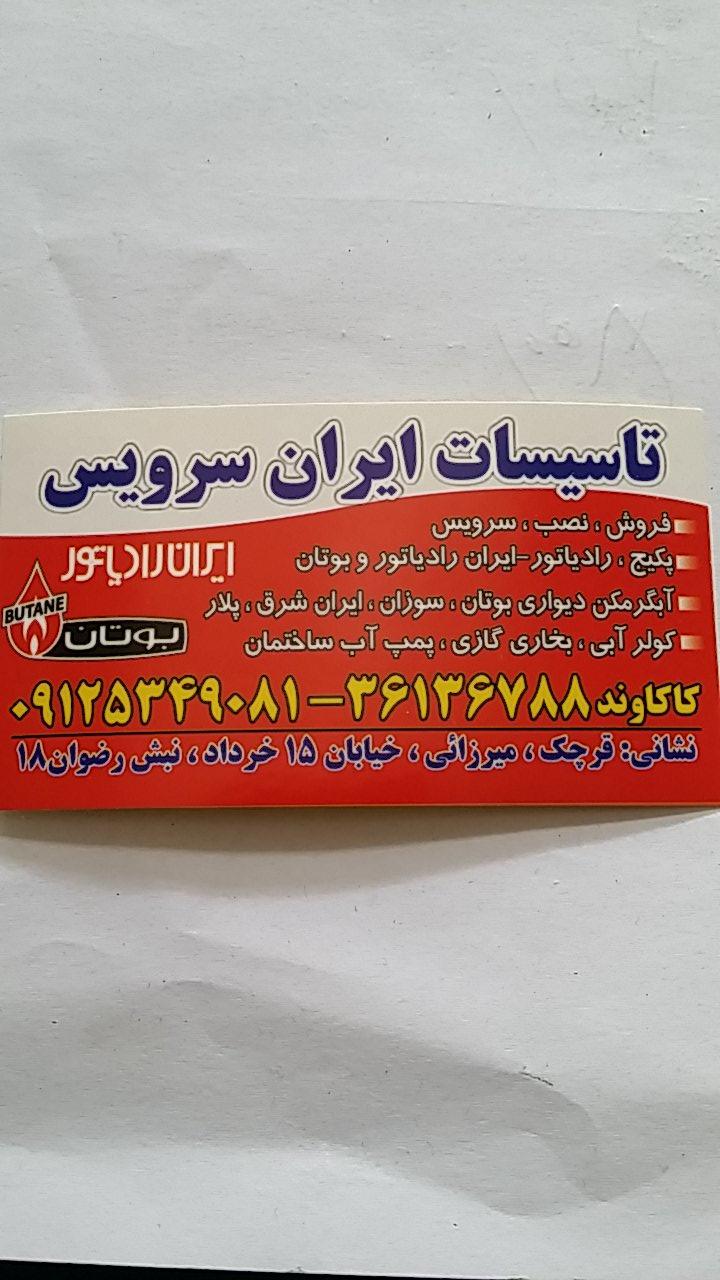 تاسیسات ایران سرویس
فروش ، نصب ، سرویس
پکیج ، رادیاتور-ایران رادیاتور و بوتان
آبگرمکن دیواری بوتان ، سوزان ، ایران شرق ، پلار
کولر آبی ، بخاری گازی ، پمپ آب ساختمان
ایران رادیاتور
BUTANE
بوتان
کاکاوند ۳۶۱۳۶۷۸۸ – ۰۹۱۲۵۳۴۹۰۸۱
نشانی: قرچک ، میرزائی ، خیابان ۱۵ خرداد ، نبش رضوان۱۸